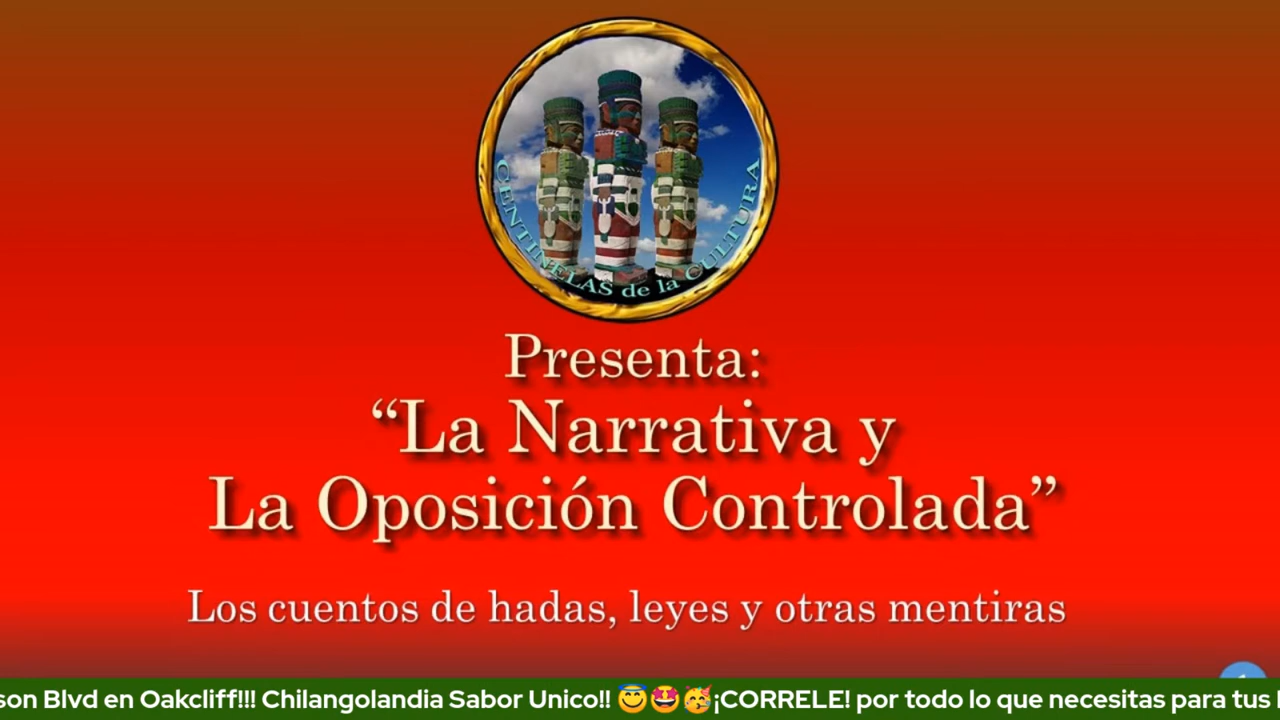 CENTINELAS de la CULTURA
Presenta:
“La Narrativa y
La Oposición Controlada”
Los cuentos de hadas, leyes y otras mentiras
son Blvd en Oakcliff!!! Chilangolandia Sabor Unico!! 😇🤩🥳¡CORRELE! por todo lo que necesitas para tus